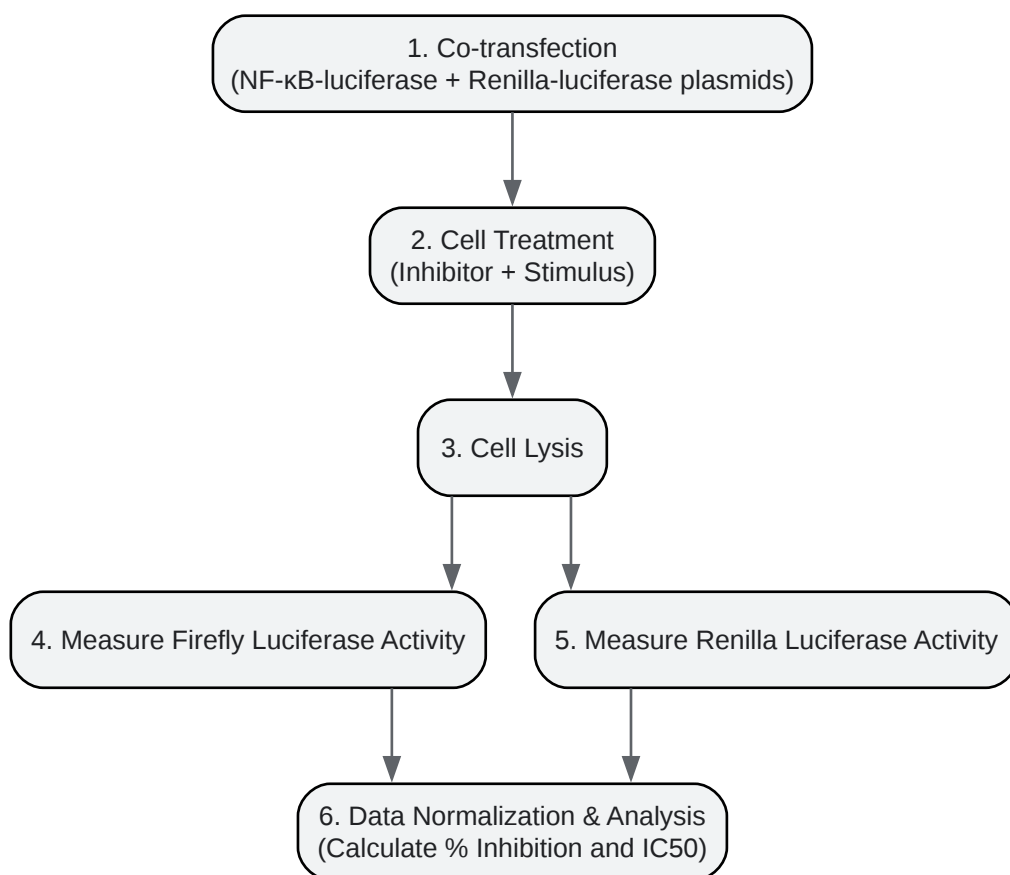 1. Co-transfection
(NF-κB-luciferase + Renilla-luciferase plasmids)
2. Cell Treatment
(Inhibitor + Stimulus)
3. Cell Lysis
4. Measure Firefly Luciferase Activity
5. Measure Renilla Luciferase Activity
6. Data Normalization & Analysis
(Calculate % Inhibition and IC50)